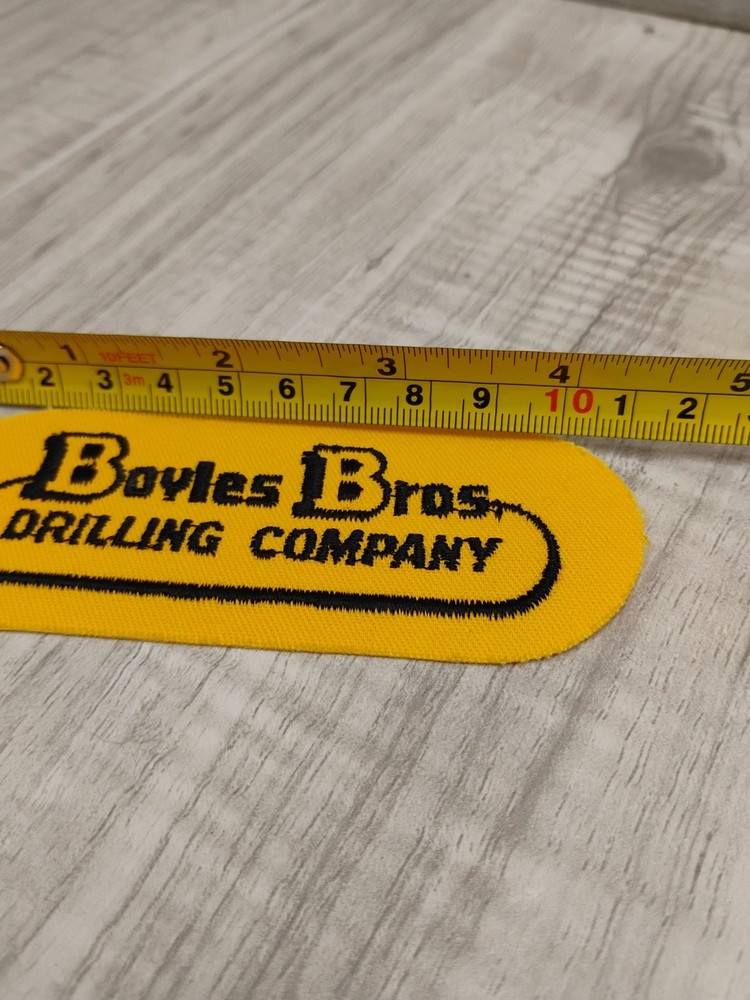 1 10FEET 2 3 4 5
2 3 3m 4 5 6 7 8 9 10 1 2
Boyles Bros.
DRILLING COMPANY